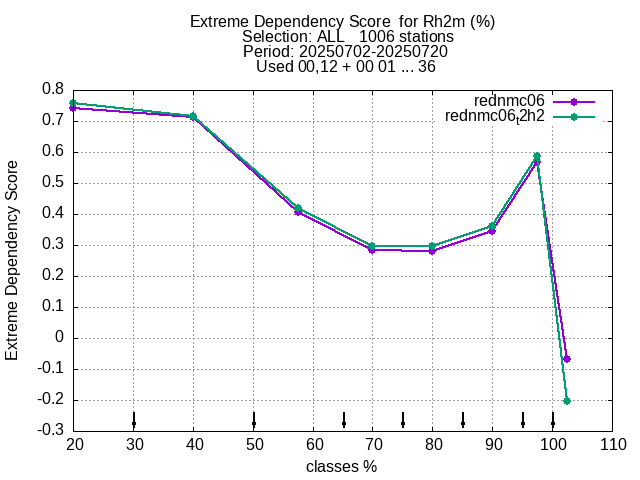 Extreme Dependency Score  for Rh2m (%)
Selection: ALL   1006 stations
Period: 20250702-20250720
Used 00,12 + 00 01 ... 36
rednmc06
rednmc06_t2h2
Extreme Dependency Score
0.8
0.7
0.6
0.5
0.4
0.3
0.2
0.1
0
-0.1
-0.2
-0.3
20 30 40 50 60 70 80 90 100 110
classes %